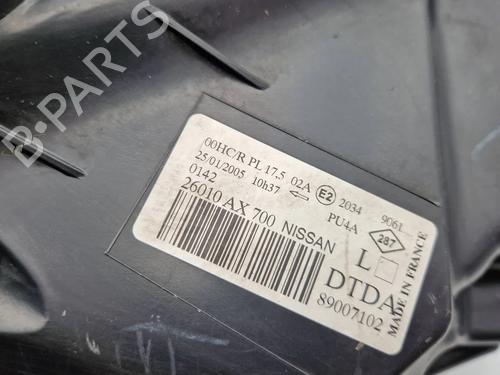 B-PARTS
00HC/R PL 17,5 02A E2 2034 9061
25/01/2005 10h37 PU4A 287
0142
26010 AX 700 NISSAN L
DTDA
89007102
MADE IN FRANCE